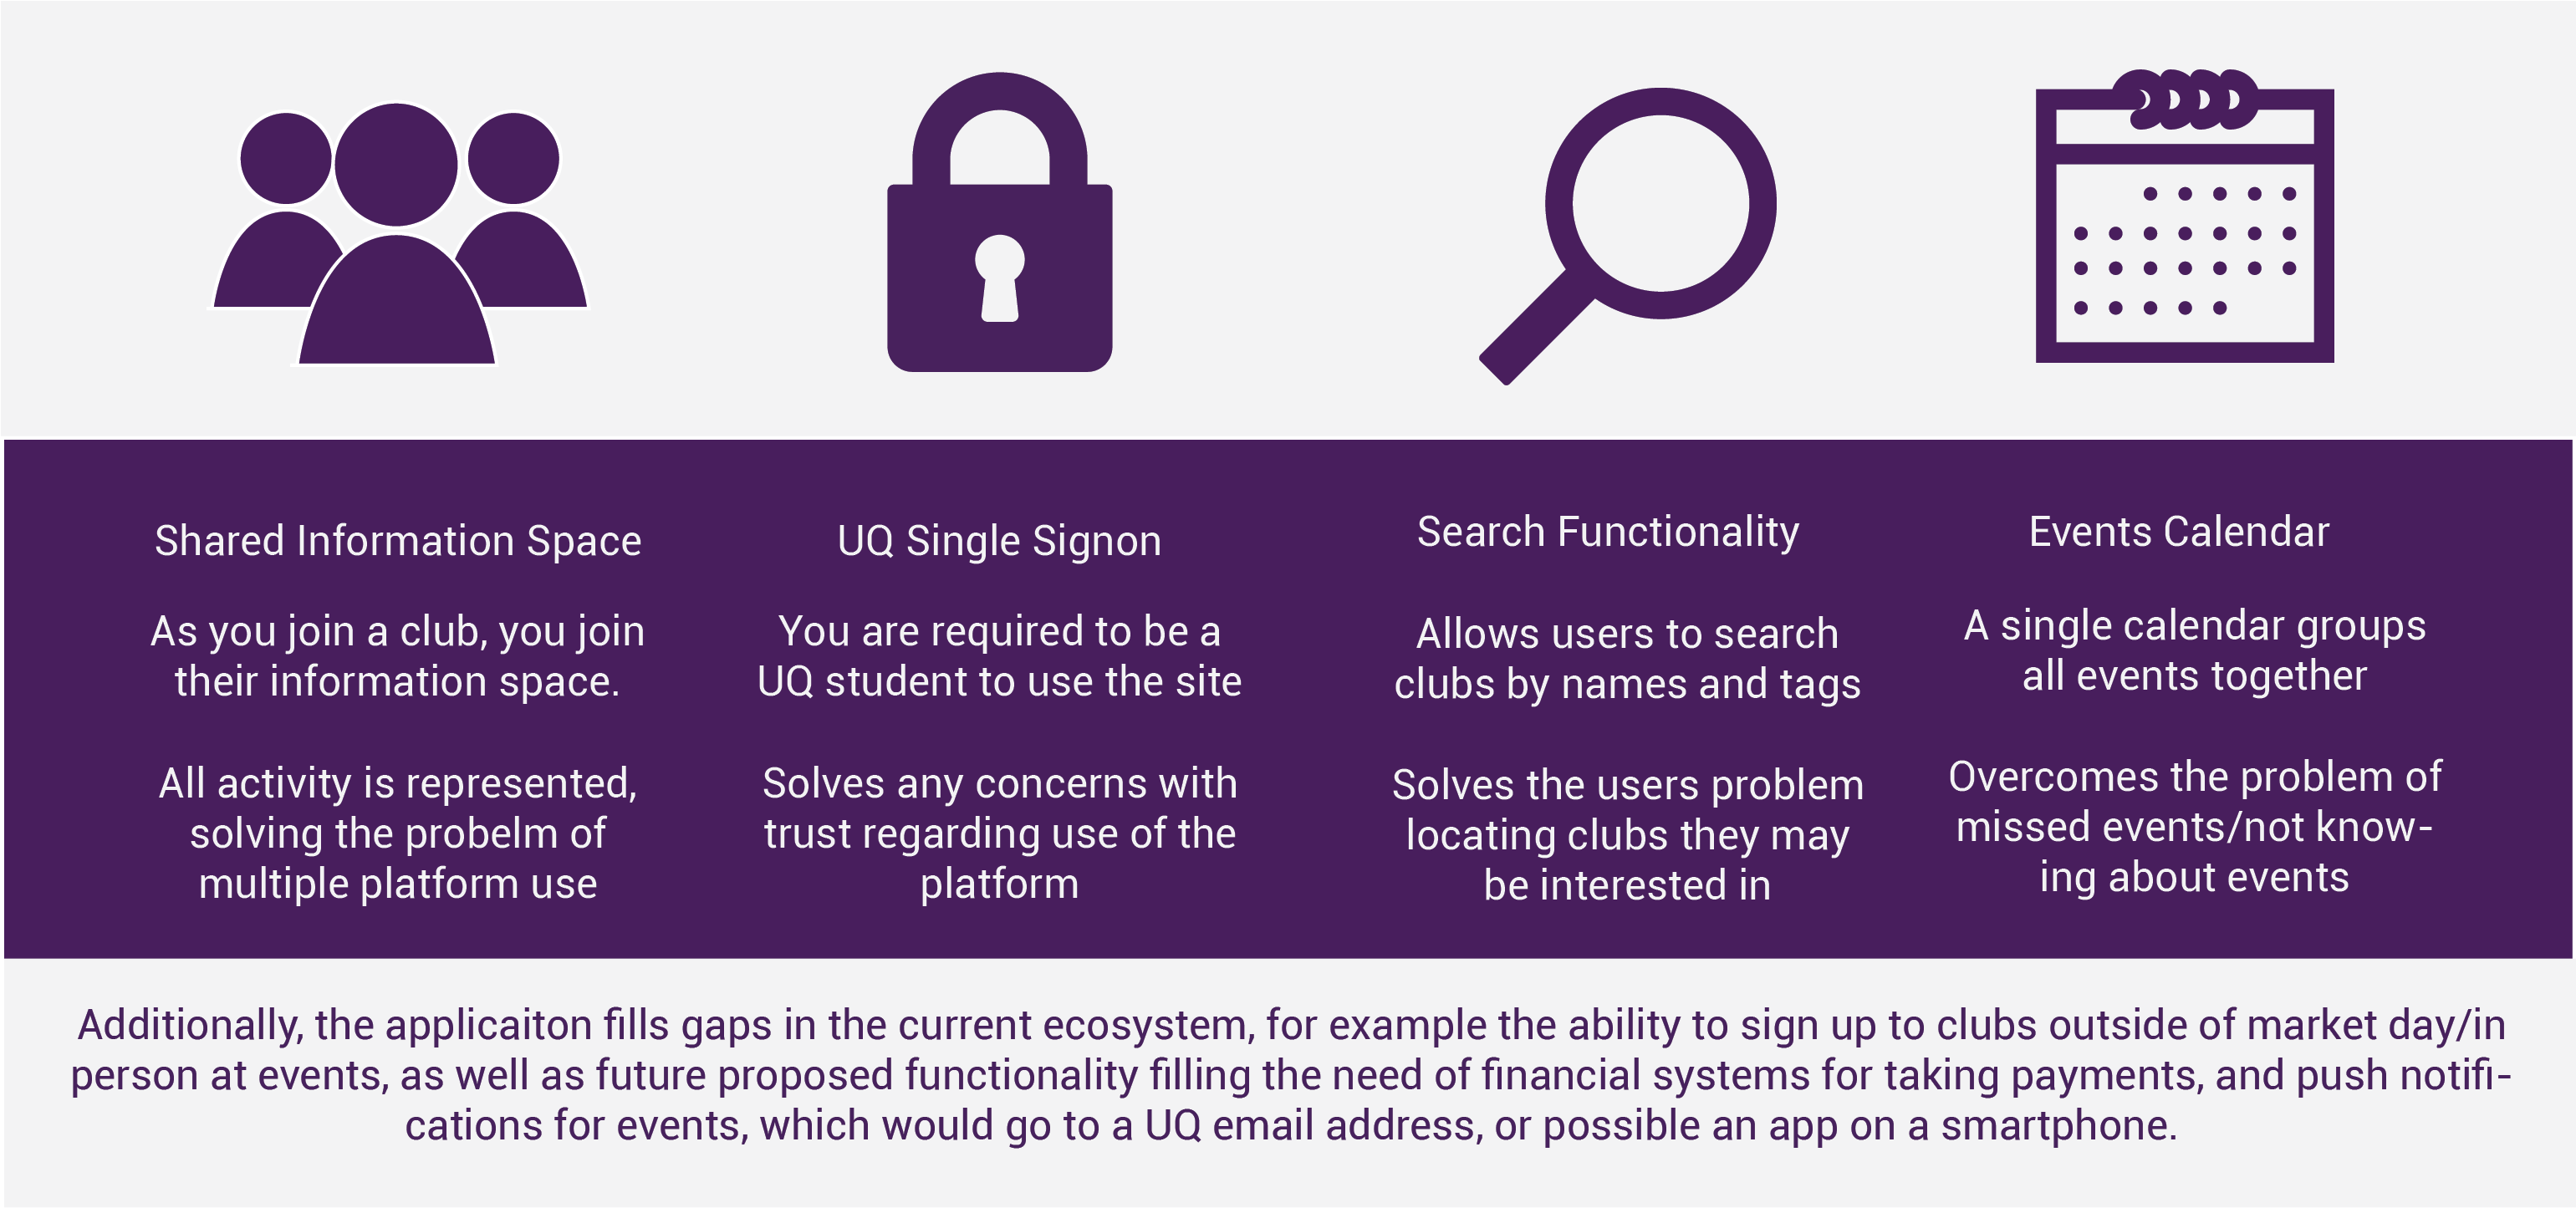 Shared Information Space
As you join a club, you join
their information space.
All activity is represented,
solving the probelm of
multiple platform use
UQ Single Signon
You are required to be a
UQ student to use the site
Solves any concerns with
trust regarding use of the
platform
Search Functionality
Allows users to search
clubs by names and tags
Solves the users problem
locating clubs they may
be interested in
Events Calendar
A single calendar groups
all events together
Overcomes the problem of
missed events/not know-
ing about events
Additionally, the applicaiton fills gaps in the current ecosystem, for example the ability to sign up to clubs outside of market day/in
person at events, as well as future proposed functionality filling the need of financial systems for taking payments, and push notifi-
cations for events, which would go to a UQ email address, or possible an app on a smartphone.